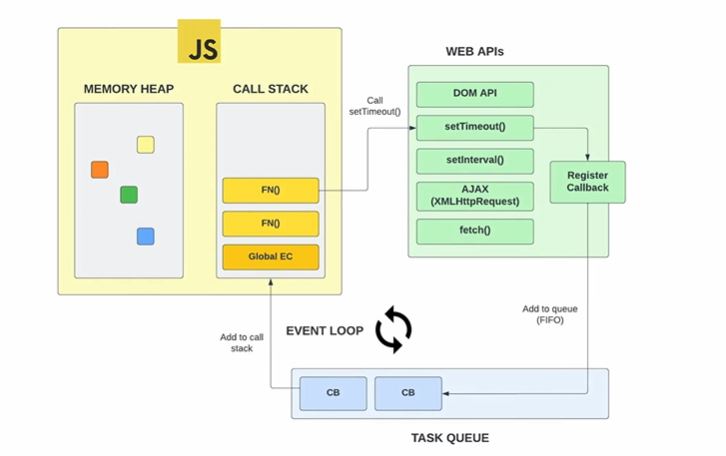 JS
MEMORY HEAP
CALL STACK
FN()
FN()
Global EC
Call
setTimeout()
WEB APIs
DOM API
setTimeout()
setInterval()
AJAX
(XMLHttpRequest)
fetch()
Register
Callback
Add to queue
(FIFO)
Add to call
stack
EVENT LOOP
CB
CB
TASK QUEUE